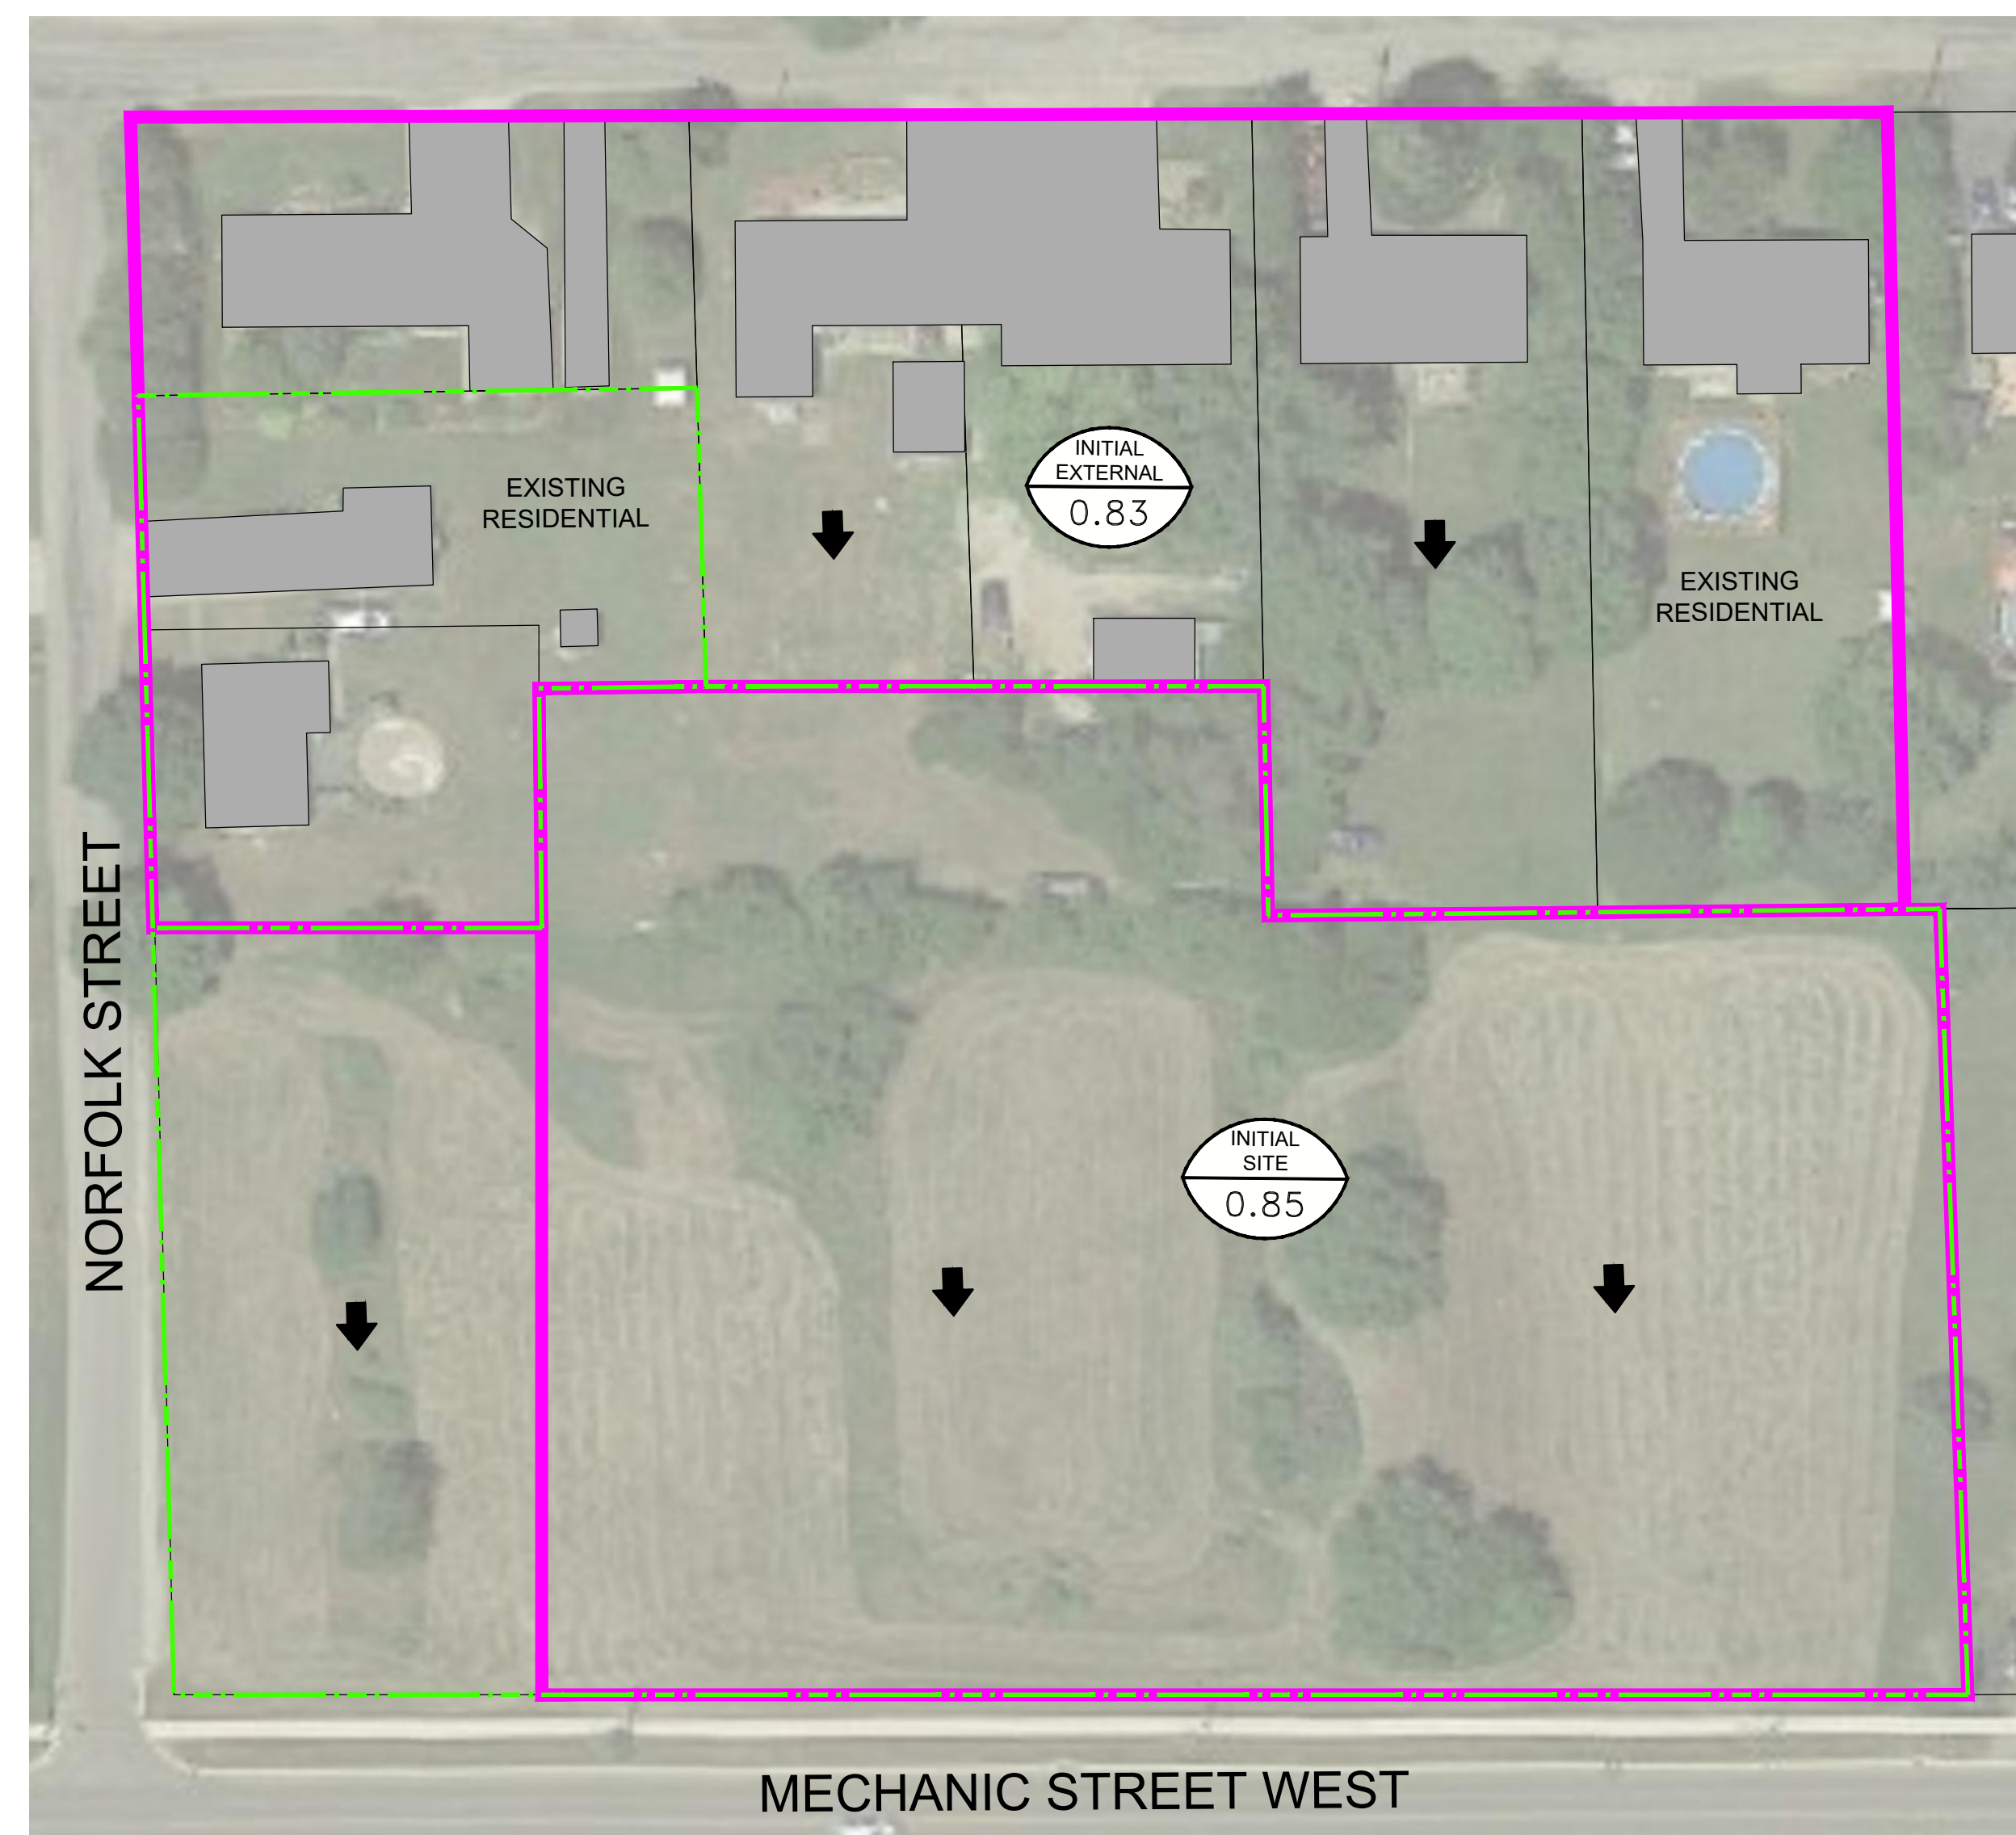 INITIAL
EXTERNAL
0.83
EXISTING
RESIDENTIAL
EXISTING
RESIDENTIAL
NORFOLK STREET
INITIAL
SITE
0.85
MECHANIC STREET WEST